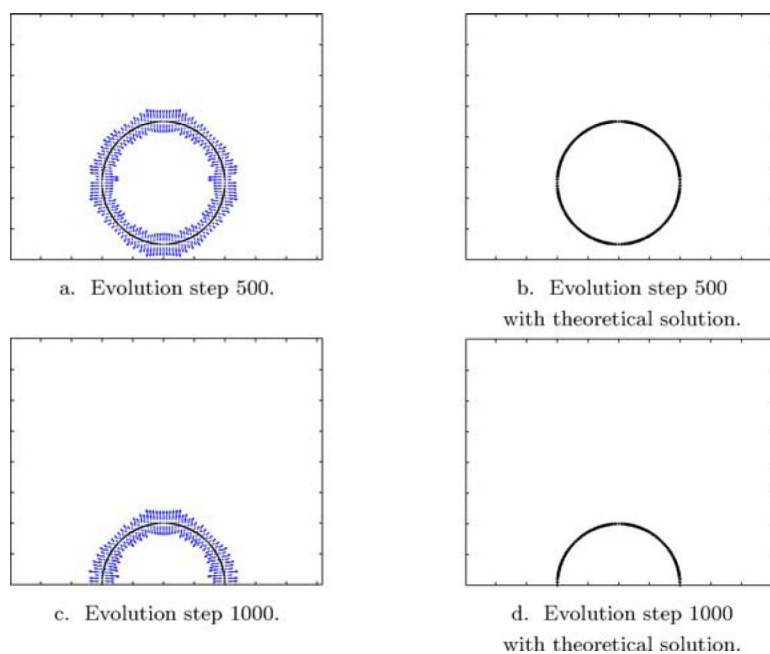 a. Evolution step 500.
b. Evolution step 500
with theoretical solution.
c. Evolution step 1000.
d. Evolution step 1000
with theoretical solution.